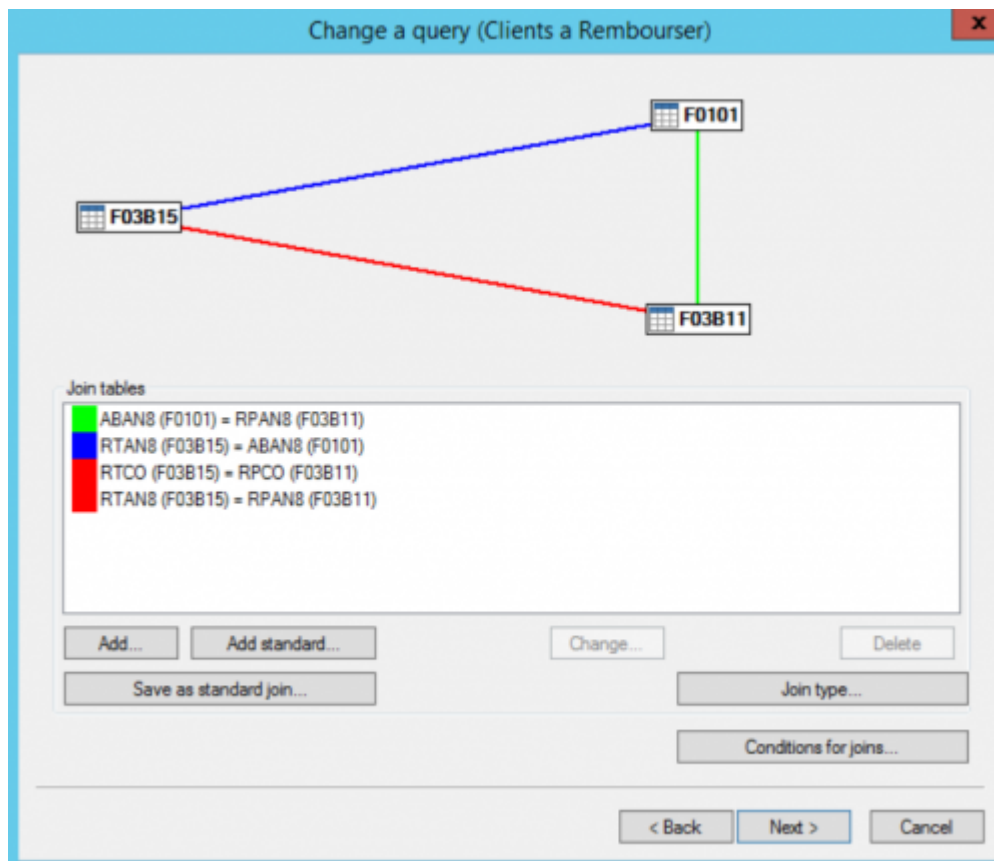 Change a query (Clients a Rembourser)
x
F0101
F03B15
F03B11
Join tables
ABAN8 (F0101) = RPAN8 (F03B11)
RTAN8 (F03B15) = ABAN8 (F0101)
RTCO (F03B15) = RPCO (F03B11)
RTAN8 (F03B15) = RPAN8 (F03B11)
Add... Add standard... Change... Delete
Save as standard join... Join type...
Conditions for joins...
< Back Next > Cancel